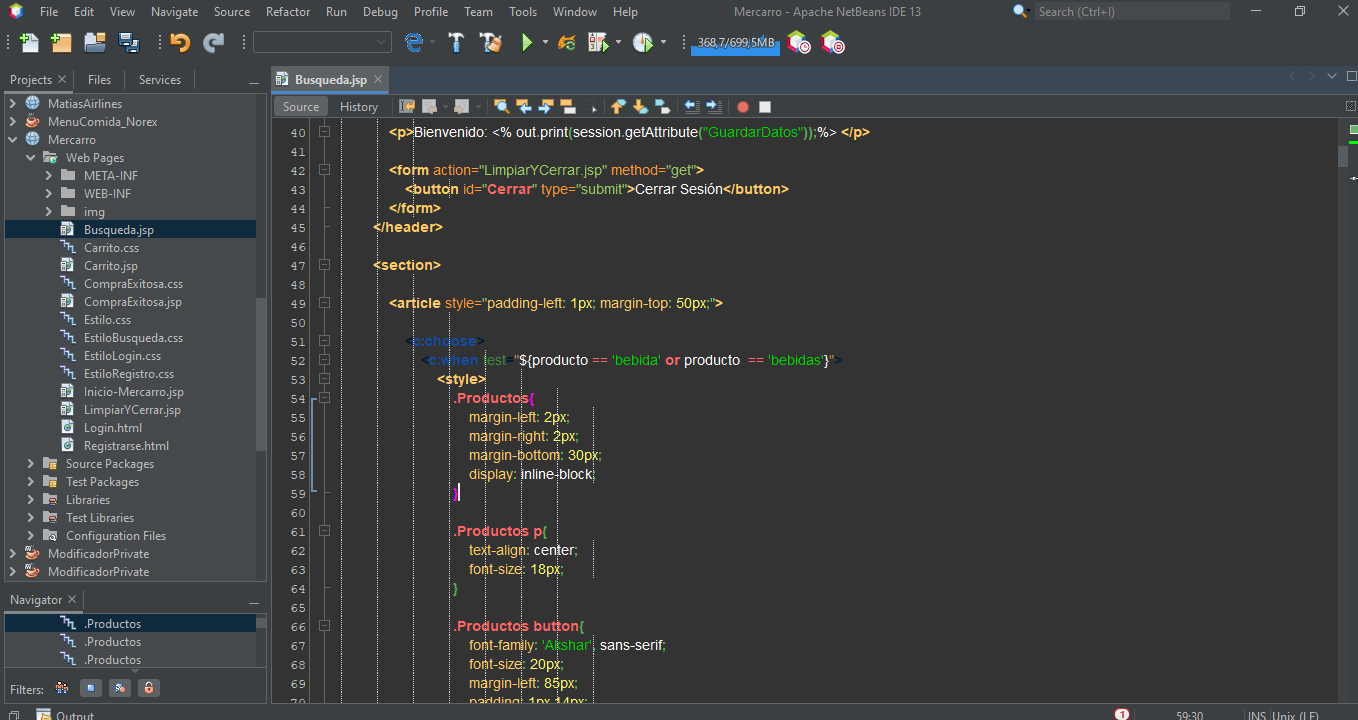 File Edit View Navigate Source Refactor Run Debug Profile Team Tools Window Help Mercarro - Apache NetBeans IDE 13 Search (Ctrl+I)
368,7/699,5MB
Projects Files Services
MatiasAirlines
MenuComida_Norex
Mercarro
Web Pages
META-INF
WEB-INF
img
Busqueda.jsp
Carrito.css
Carrito.jsp
CompraExitosa.css
CompraExitosa.jsp
Estilo.css
EstiloBusqueda.css
EstiloLogin.css
EstiloRegistro.css
Inicio-Mercarro.jsp
LimpiarYCerrar.jsp
Login.html
Registrarse.html
Source Packages
Test Packages
Libraries
Test Libraries
Configuration Files
ModificadorPrivate
ModificadorPrivate
Navigator
.Productos
.Productos
.Productos
Filters:
Output
Busqueda.jsp
Source History
40 <p>Bienvenido: <% out.print(session.getAttribute("GuardarDatos"));%> </p>
41
42 <form action="LimpiarYCerrar.jsp" method="get">
43 <button id="Cerrar" type="submit">Cerrar Sesión</button>
44 </form>
45 </header>
46
47 <section>
48
49 <article style="padding-left: 1px; margin-top: 50px;">
50
51 <c:choose>
52 <c:when test="${producto == 'bebida' or producto == 'bebidas'}">
53 <style>
54 .Productos{
55 margin-left: 2px;
56 margin-right: 2px;
57 margin-bottom: 30px;
58 display: inline-block;
59 }
60
61 .Productos p{
62 text-align: center;
63 font-size: 18px;
64 }
65
66 .Productos button{
67 font-family: 'Akshar', sans-serif;
68 font-size: 20px;
69 margin-left: 85px;
70 padding: 1px 14px;
1 59:30 INS Unix (LF)